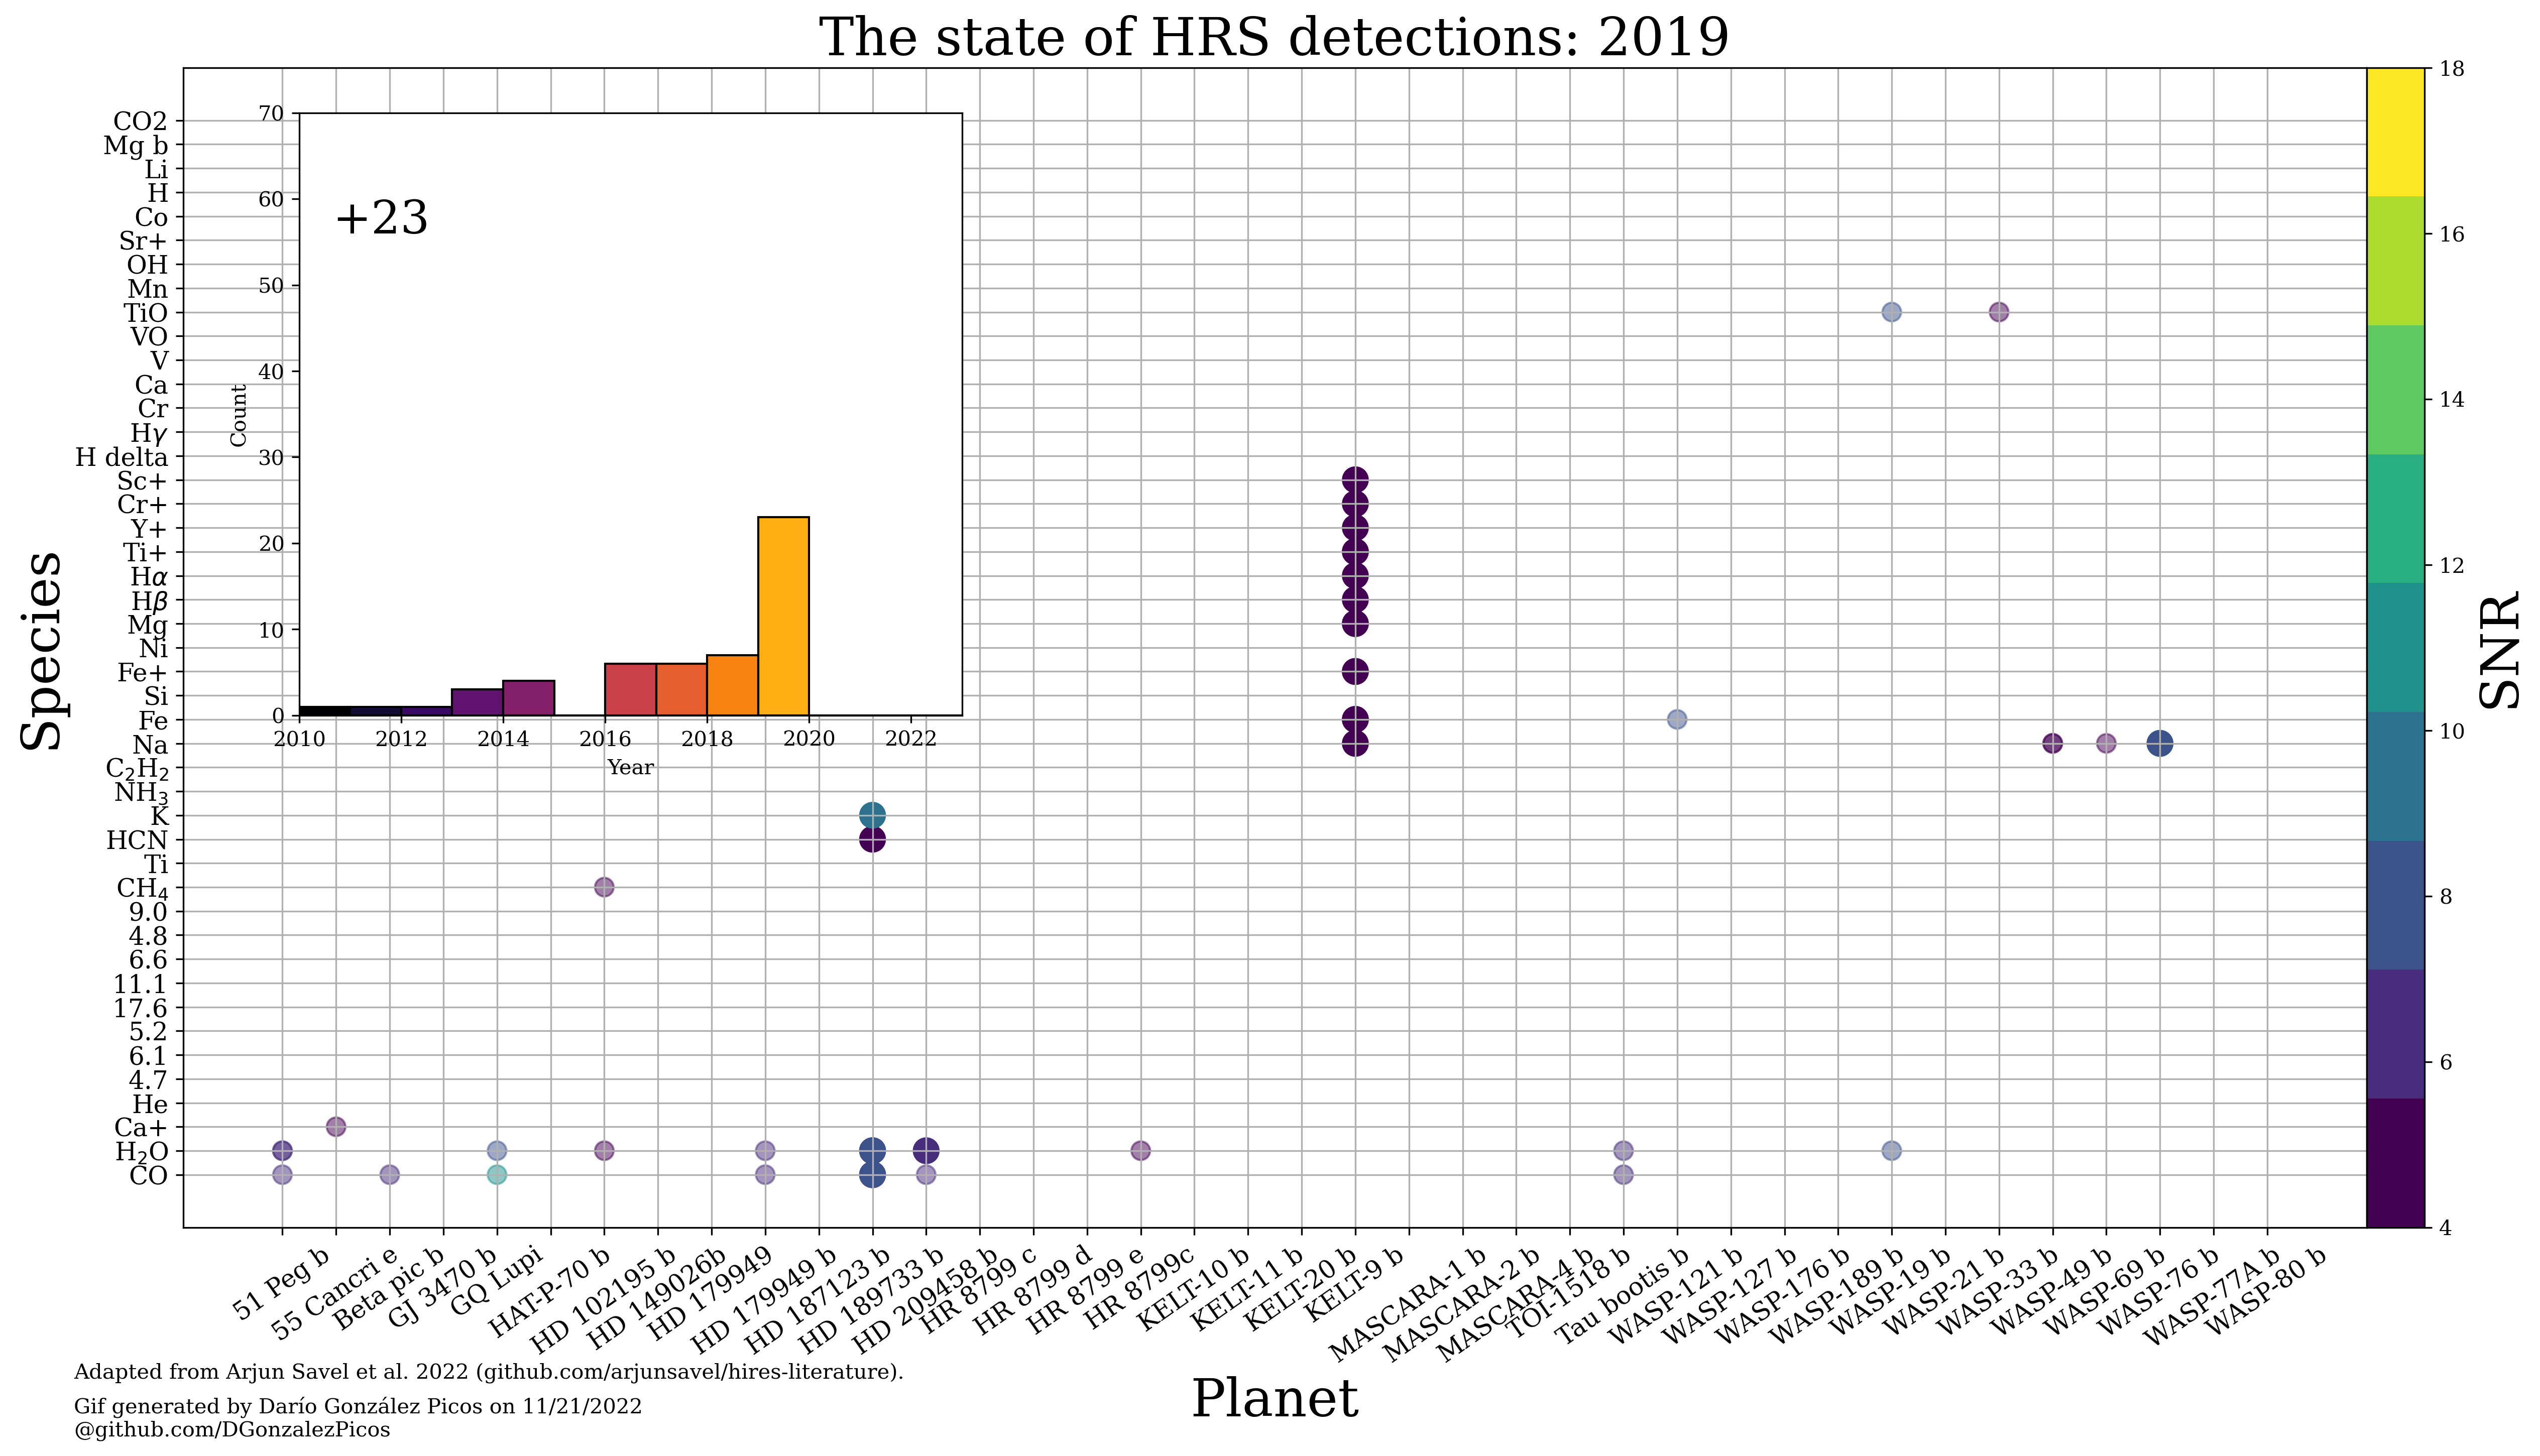 The state of HRS detections: 2019
Species
CO2
Mg b
Li
H
Co
Sr+
OH
Mn
TiO
VO
V
Ca
Cr
Hγ
H delta
Sc+
Cr+
Y+
Ti+
Hα
Hβ
Mg
Ni
Fe+
Si
Fe
Na
C₂H₂
NH₃
K
HCN
Ti
CH₄
9.0
4.8
6.6
11.1
17.6
5.2
6.1
4.7
He
Ca+
H₂O
CO
+23
Count
70
60
50
40
30
20
10
0
2010 2012 2014 2016 2018 2020 2022
Year
18
16
14
12
10
8
6
4
SNR
51 Peg b
55 Cancri e
Beta pic b
GJ 3470 b
GQ Lupi
HAT-P-70 b
HD 102195 b
HD 149026b
HD 179949
HD 179949 b
HD 187123 b
HD 189733 b
HD 209458 b
HR 8799 c
HR 8799 d
HR 8799 e
HR 8799c
KELT-10 b
KELT-11 b
KELT-20 b
KELT-9 b
MASCARA-1 b
MASCARA-2 b
MASCARA-4 b
TOI-1518 b
Tau bootis b
WASP-121 b
WASP-127 b
WASP-176 b
WASP-189 b
WASP-19 b
WASP-21 b
WASP-33 b
WASP-49 b
WASP-69 b
WASP-76 b
WASP-77A b
WASP-80 b
Planet
Adapted from Arjun Savel et al. 2022 (github.com/arjunsavel/hires-literature).
Gif generated by Darío González Picos on 11/21/2022
@github.com/DGonzalezPicos